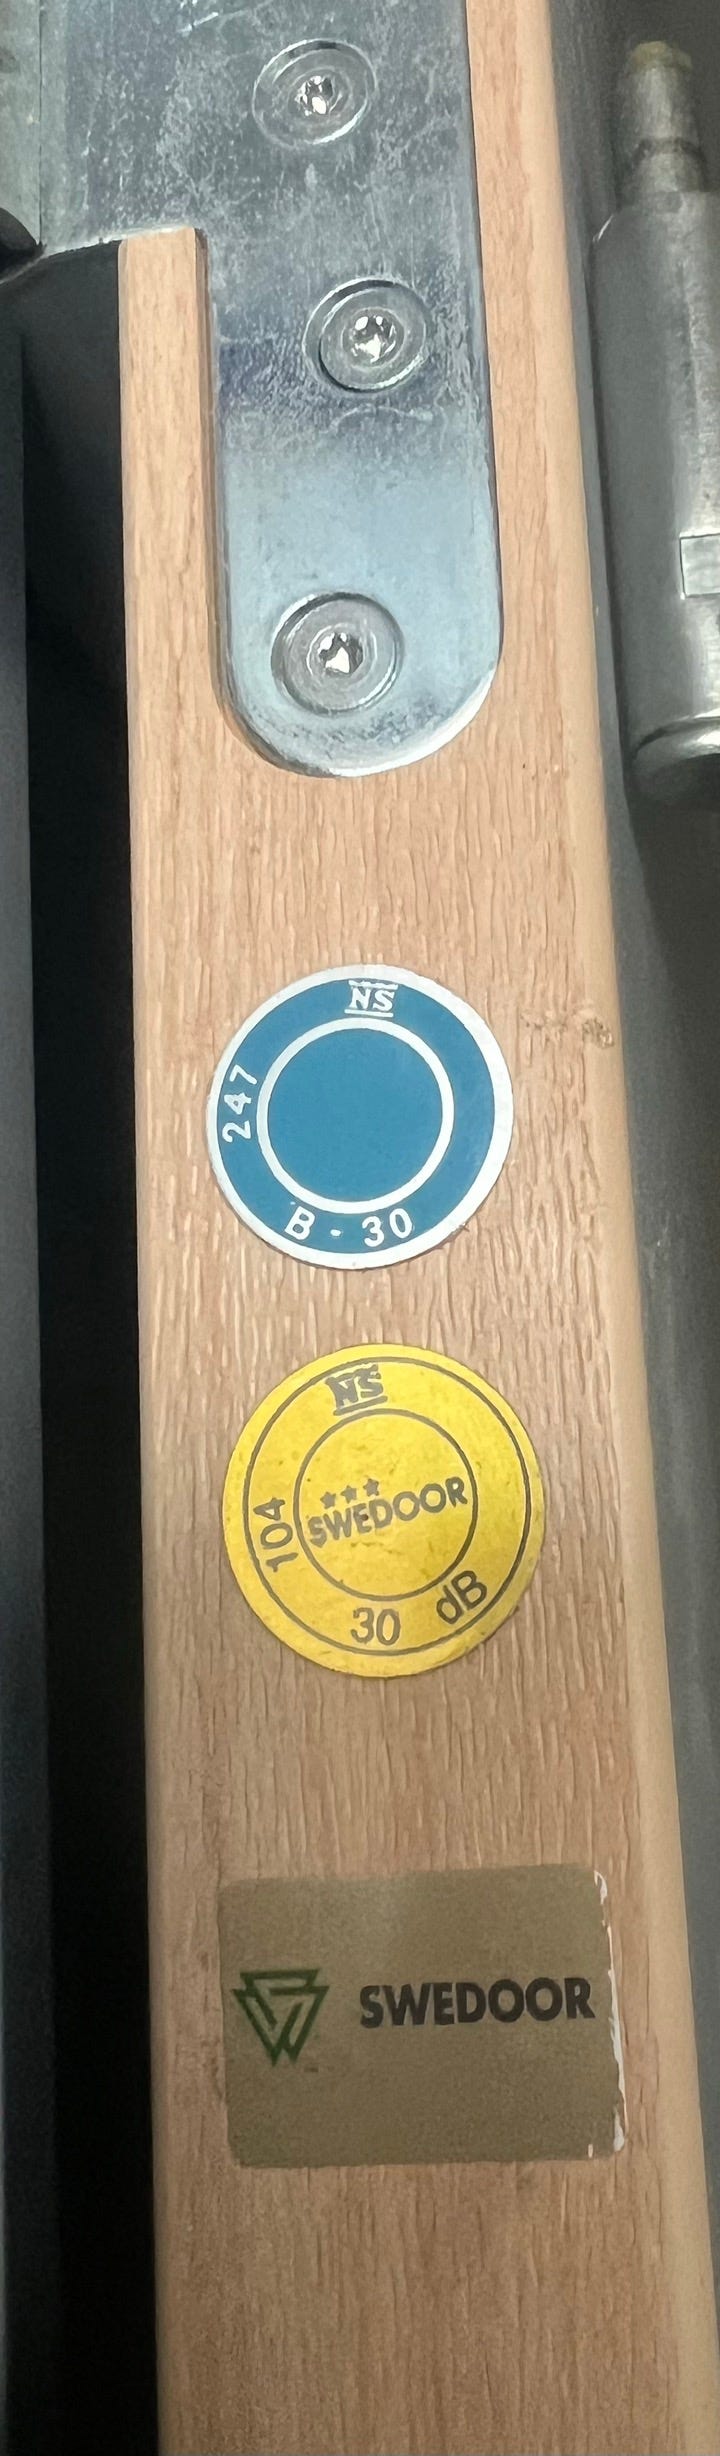 NS
247
B - 30
NS
104
★★★
SWEDOOR
30 dB
SWEDOOR